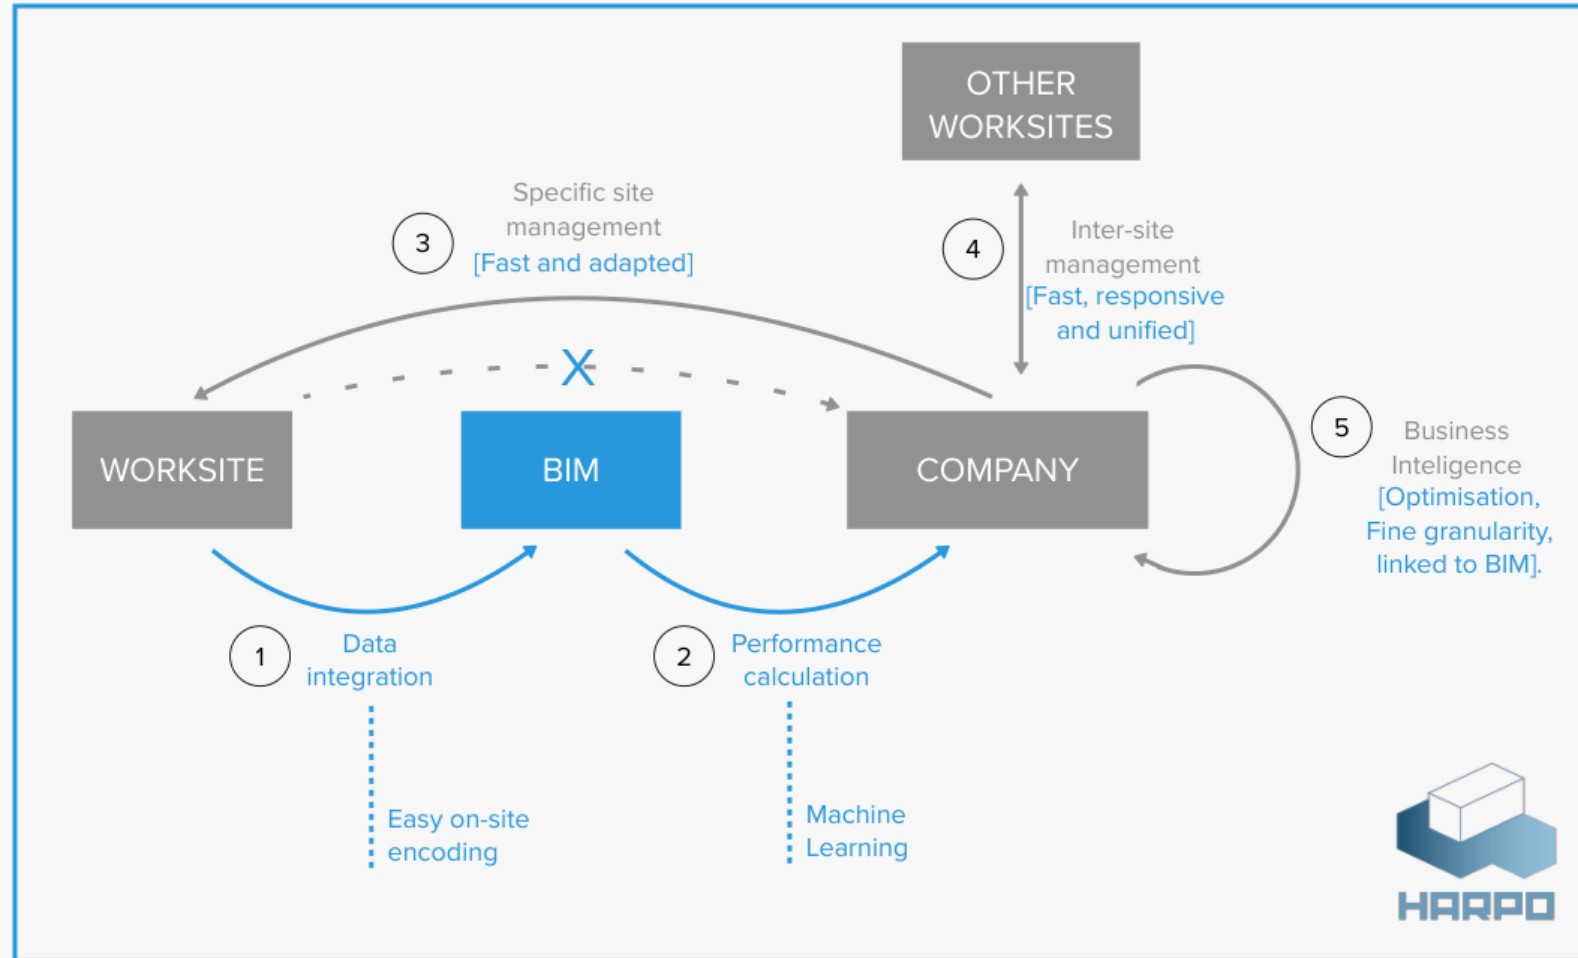 OTHER
WORKSITES
Specific site
management
[Fast and adapted]
3
4
Inter-site
management
[Fast, responsive
and unified]
X
WORKSITE
BIM
COMPANY
5
Business
Inteligence
[Optimisation,
Fine granularity,
linked to BIM].
1
Data
integration
2
Performance
calculation
Easy on-site
encoding
Machine
Learning
HARPO